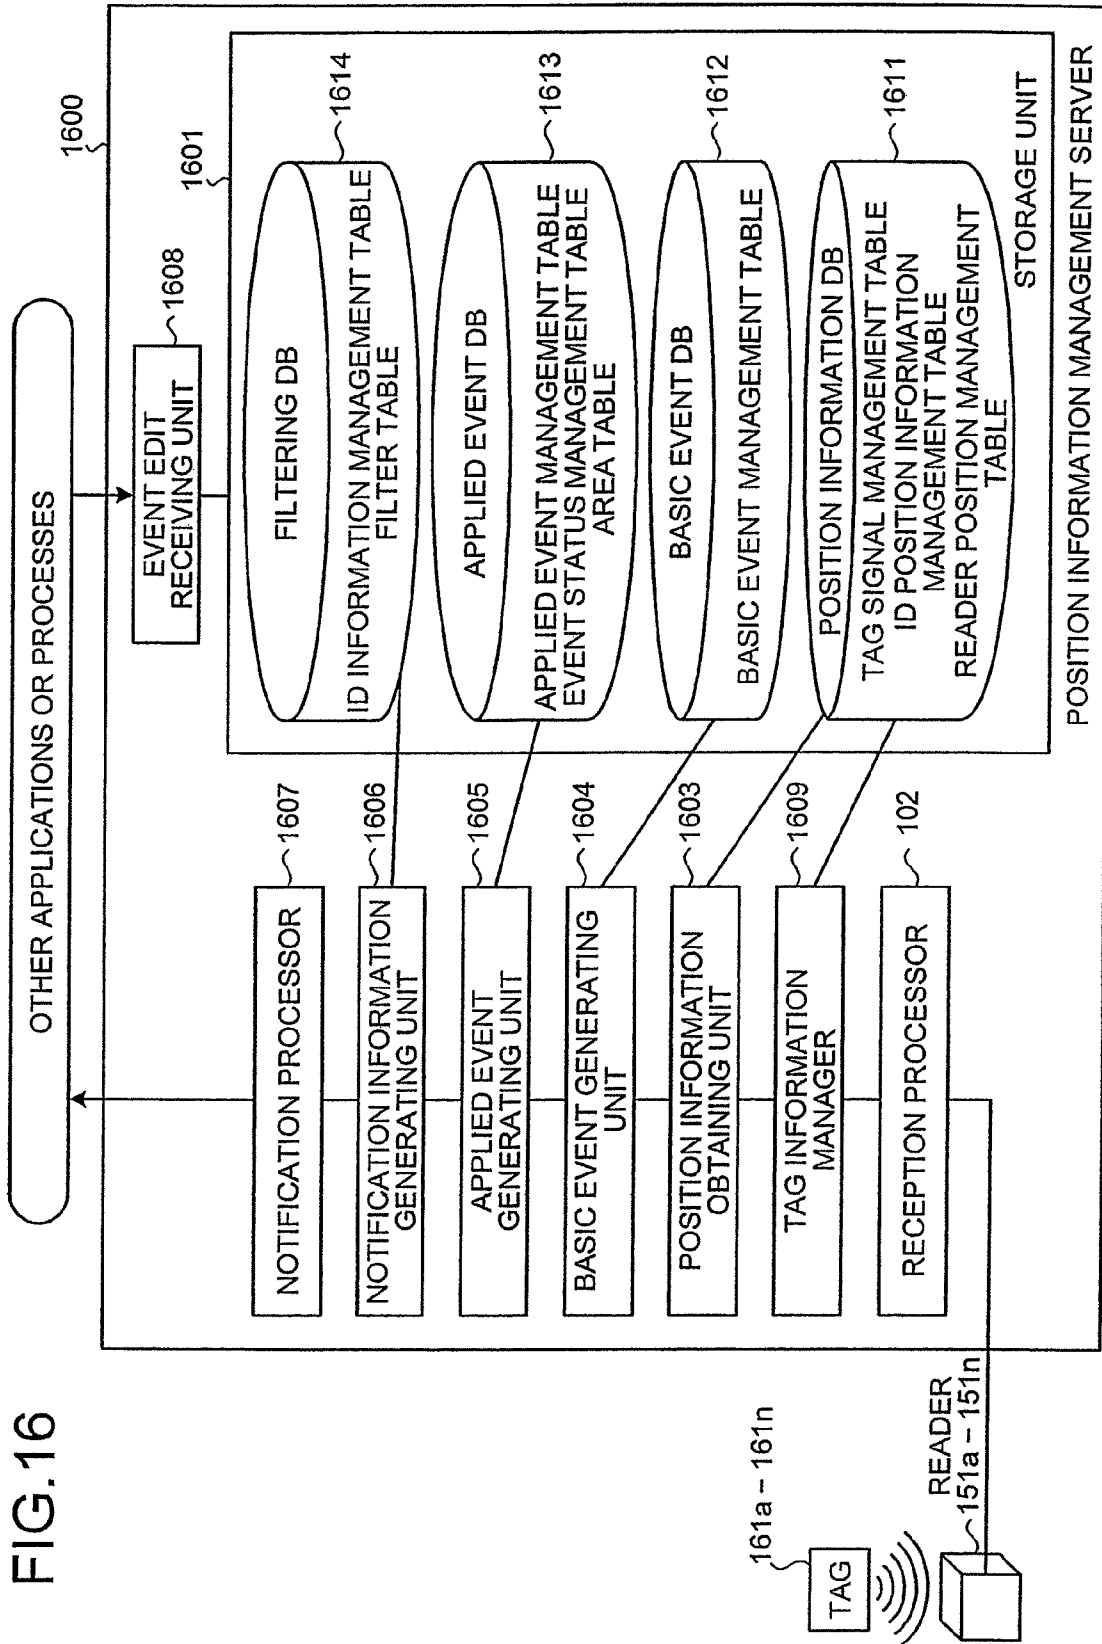 FIG.16
OTHER APPLICATIONS OR PROCESSES
1600
EVENT EDIT
RECEIVING UNIT
1608
1601
NOTIFICATION PROCESSOR
1607
NOTIFICATION INFORMATION
GENERATING UNIT
1606
APPLIED EVENT
GENERATING UNIT
1605
BASIC EVENT GENERATING
UNIT
1604
POSITION INFORMATION
OBTAINING UNIT
1603
TAG INFORMATION
MANAGER
1609
RECEPTION PROCESSOR
102
FILTERING DB
ID INFORMATION MANAGEMENT TABLE
FILTER TABLE
1614
APPLIED EVENT DB
APPLIED EVENT MANAGEMENT TABLE
EVENT STATUS MANAGEMENT TABLE
AREA TABLE
1613
BASIC EVENT DB
BASIC EVENT MANAGEMENT TABLE
1612
POSITION INFORMATION DB
TAG SIGNAL MANAGEMENT TABLE
ID POSITION INFORMATION
MANAGEMENT TABLE
READER POSITION MANAGEMENT
TABLE
1611
STORAGE UNIT
POSITION INFORMATION MANAGEMENT SERVER
161a – 161n
TAG
READER
151a – 151n